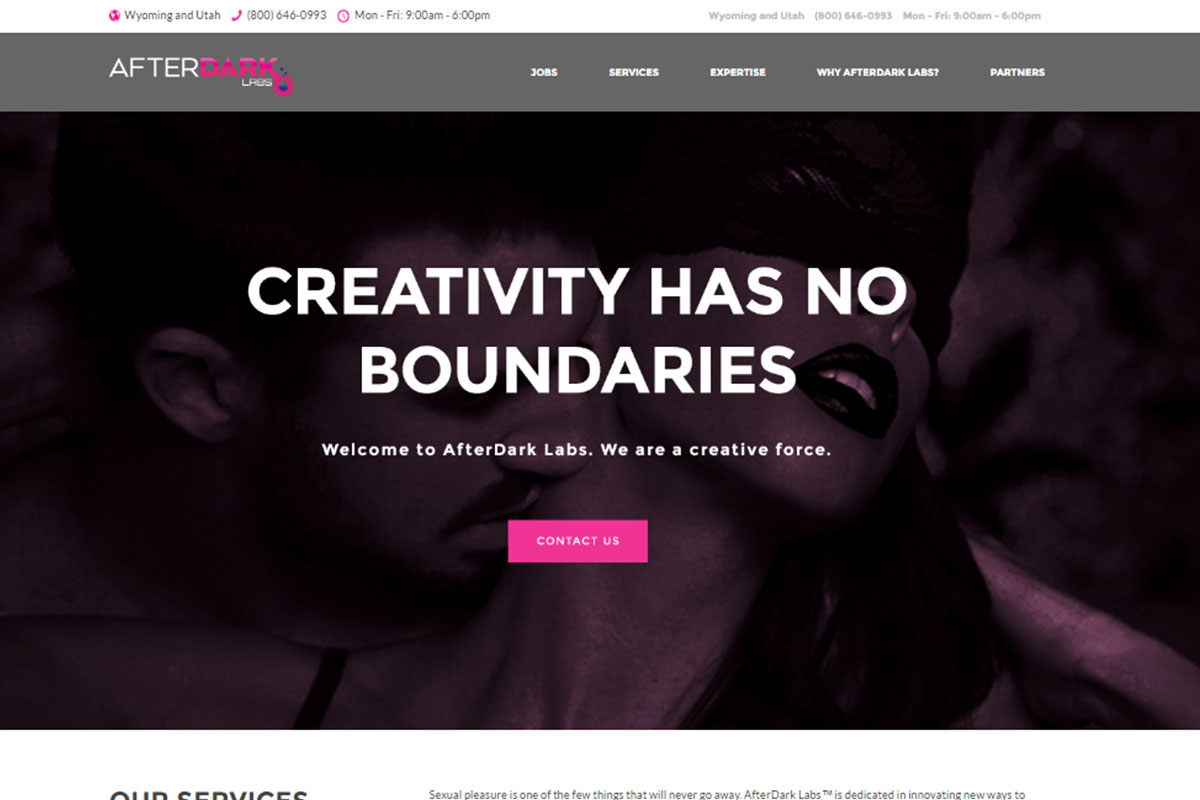 Wyoming and Utah (800) 646-0993 Mon - Fri: 9:00am - 6:00pm
Wyoming and Utah (800) 646-0993 Mon - Fri: 9:00am - 6:00pm
AFTERDARK
LABS
JOBS SERVICES EXPERTISE WHY AFTERDARK LABS? PARTNERS
CREATIVITY HAS NO
BOUNDARIES
Welcome to AfterDark Labs. We are a creative force.
CONTACT US
OUR SERVICES
Sexual pleasure is one of the few things that will never go away. AfterDark Labs™ is dedicated in innovating new ways to